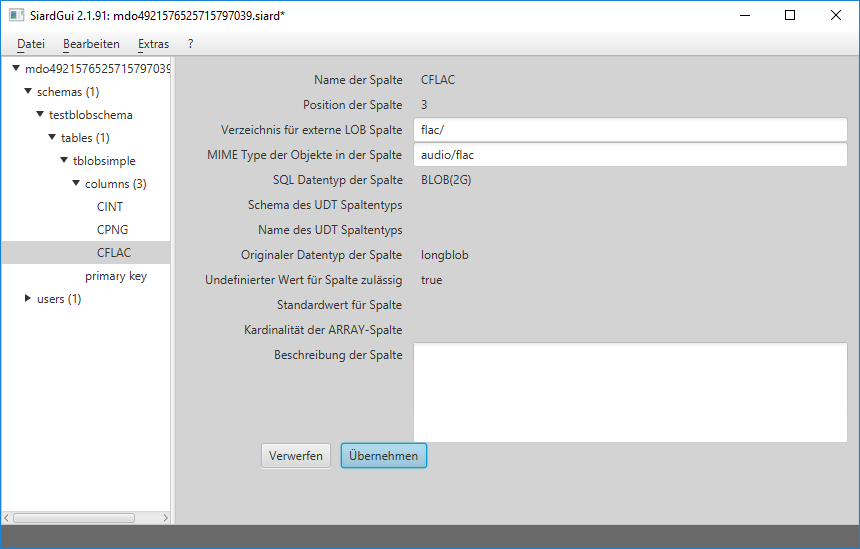 SiardGui 2.1.91: mdo4921576525715797039.siard*
Datei Bearbeiten Extras ?
mdo4921576525715797039
schemas (1)
testblobschema
tables (1)
tblobsimple
columns (3)
CINT
CPNG
CFLAC
primary key
users (1)
Name der Spalte CFLAC
Position der Spalte 3
Verzeichnis für externe LOB Spalte flac/
MIME Type der Objekte in der Spalte audio/flac
SQL Datentyp der Spalte BLOB(2G)
Schema des UDT Spaltentyps
Name des UDT Spaltentyps
Originaler Datentyp der Spalte longblob
Undefinierter Wert für Spalte zulässig true
Standardwert für Spalte
Kardinalität der ARRAY-Spalte
Beschreibung der Spalte
Verwerfen Übernehmen